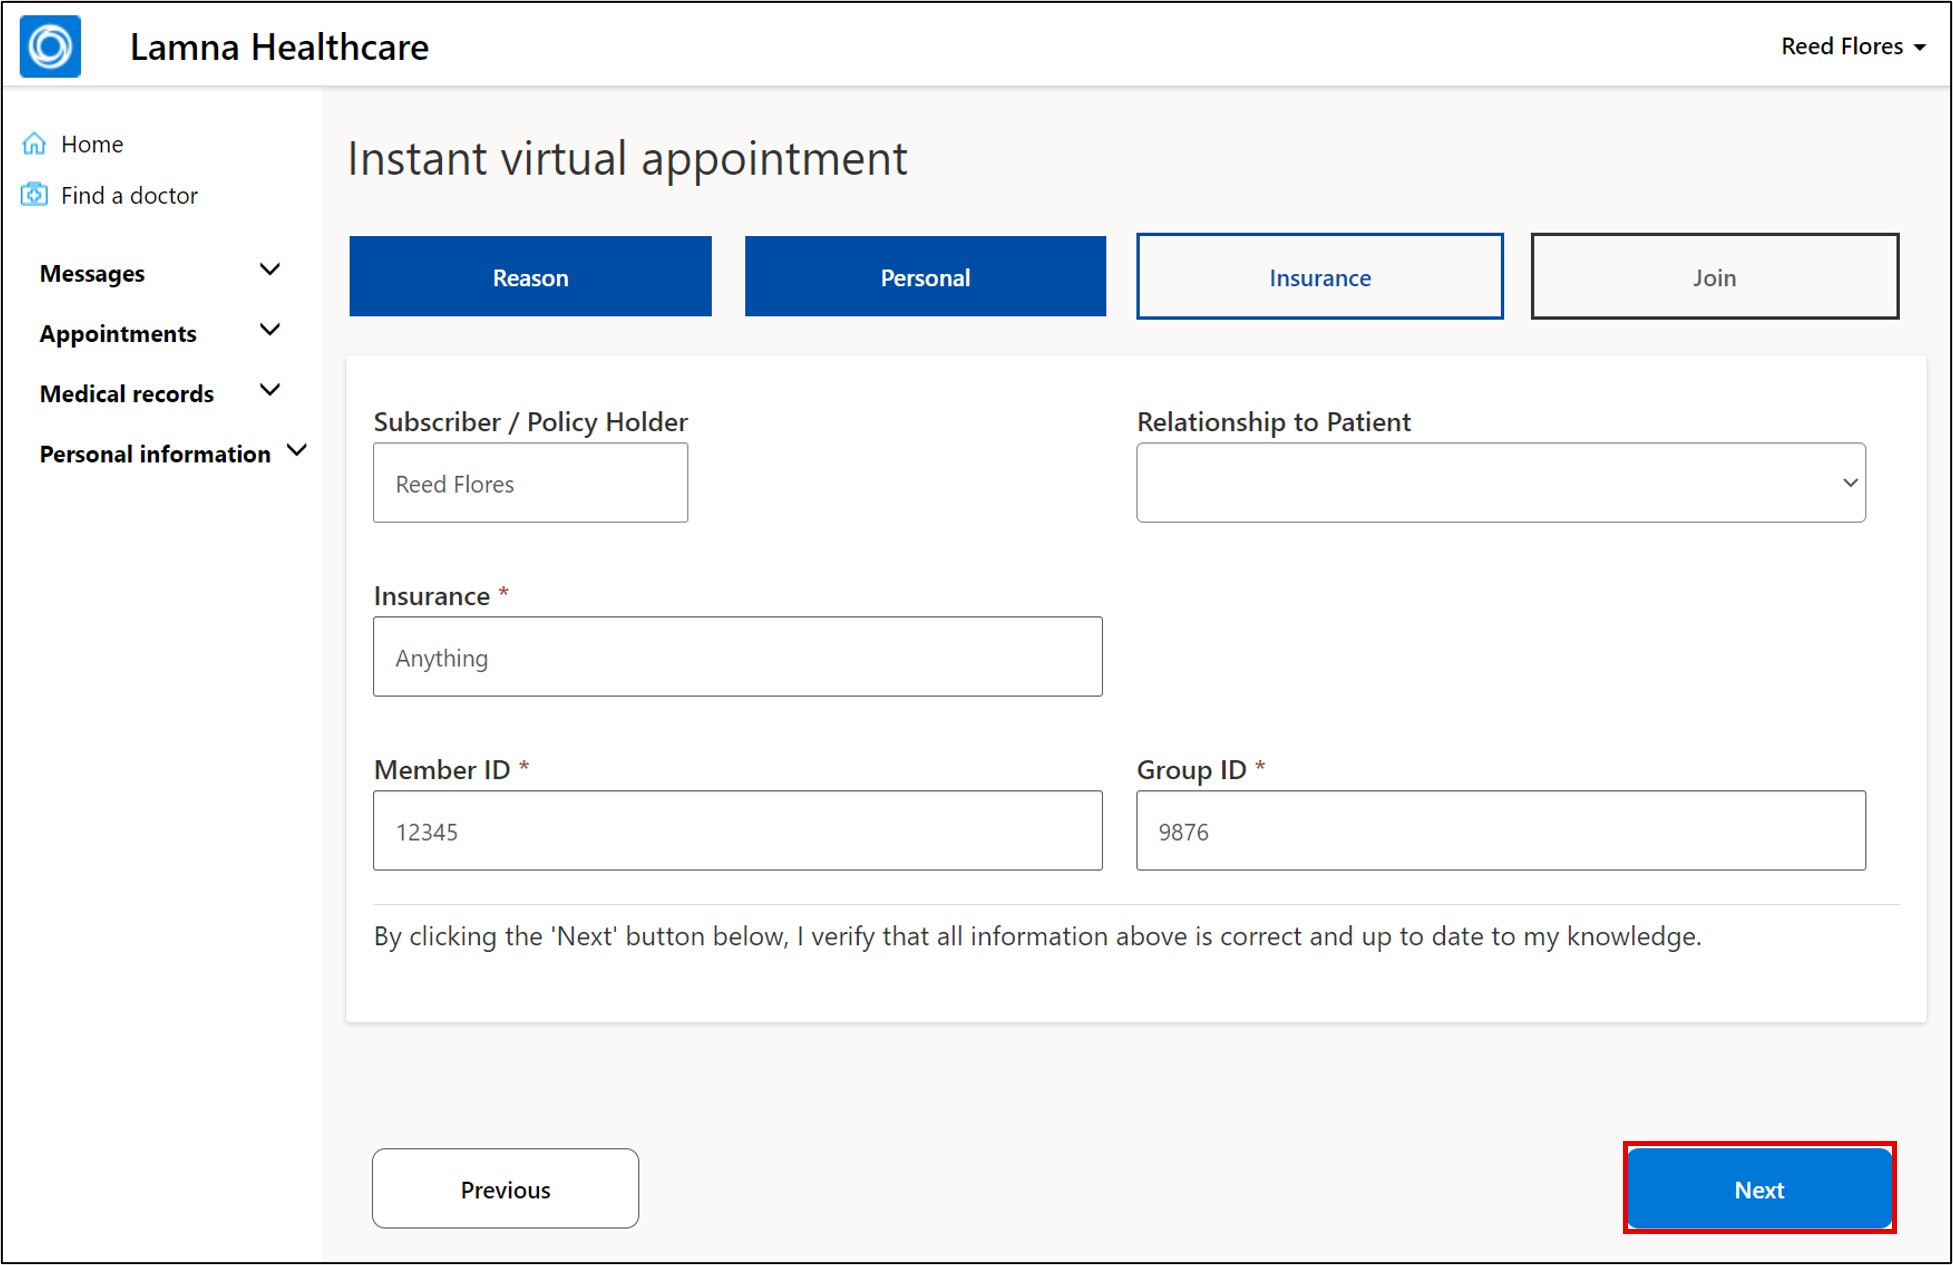 Lamna Healthcare
Reed Flores
Home
Find a doctor
Messages
Appointments
Medical records
Personal information
Instant virtual appointment
Reason
Personal
Insurance
Join
Subscriber / Policy Holder
Relationship to Patient
Reed Flores
Insurance *
Anything
Member ID *
Group ID *
12345
9876
By clicking the 'Next' button below, I verify that all information above is correct and up to date to my knowledge.
Previous
Next